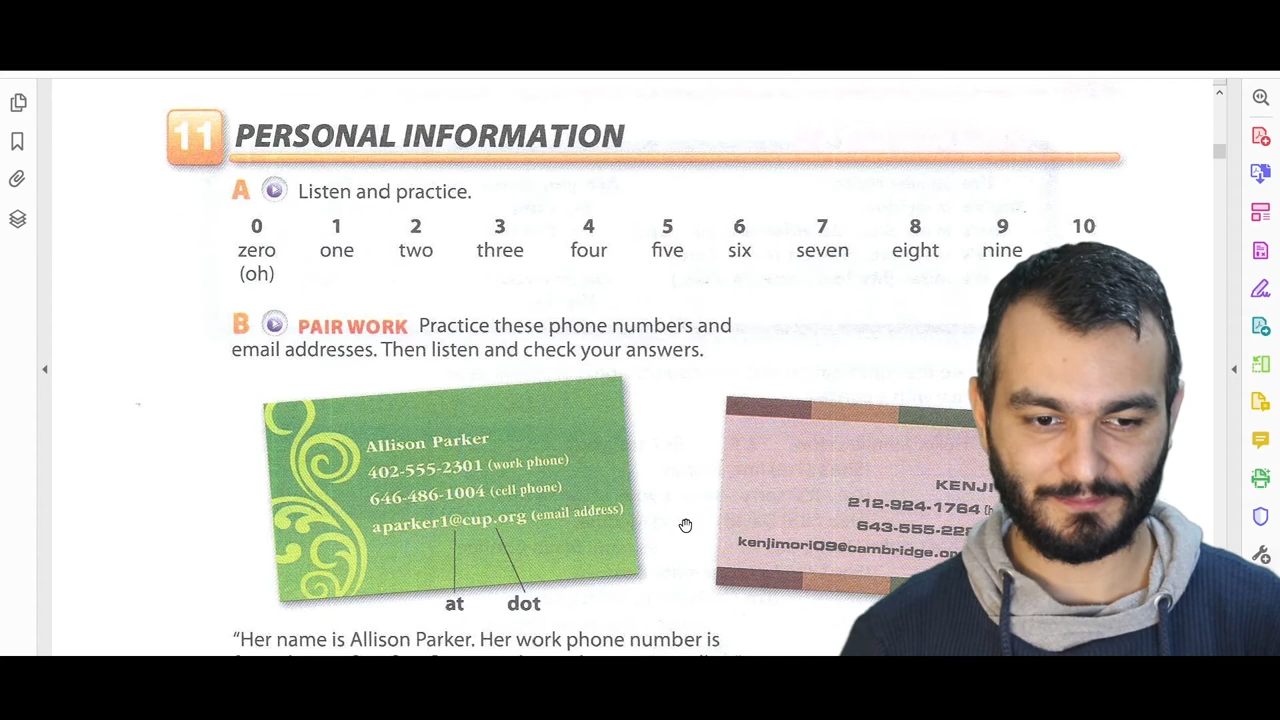 11 PERSONAL INFORMATION
A Listen and practice.
0 1 2 3 4 5 6 7 8 9 10
zero one two three four five six seven eight nine
(oh)
B PAIR WORK Practice these phone numbers and
email addresses. Then listen and check your answers.
Allison Parker
402-555-2301 (work phone)
646-486-1004 (cell phone)
aparker1@cup.org (email address)
at dot
KENJI
212-924-1764
643-555-22
kenjimori09@cambridge.or
"Her name is Allison Parker. Her work phone number is